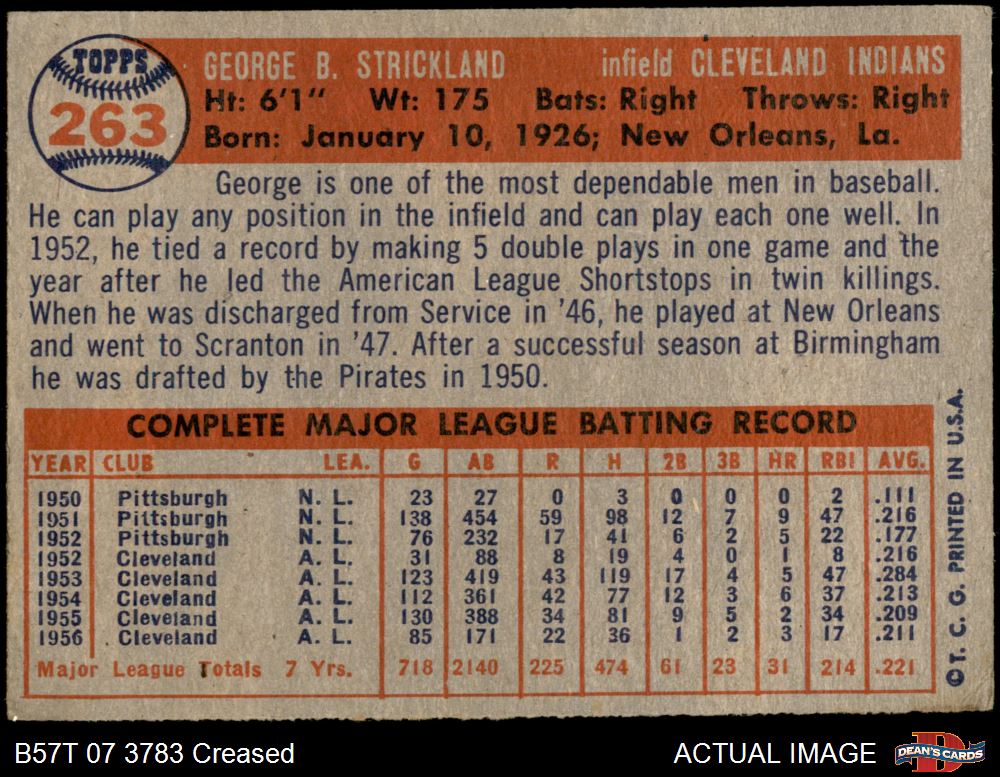 TOPPS
263
GEORGE B. STRICKLAND infield CLEVELAND INDIANS
Ht: 6'1" Wt: 175 Bats: Right Throws: Right
Born: January 10, 1926; New Orleans, La.
George is one of the most dependable men in baseball.
He can play any position in the infield and can play each one well. In
1952, he tied a record by making 5 double plays in one game and the
year after he led the American League Shortstops in twin killings.
When he was discharged from Service in '46, he played at New Orleans
and went to Scranton in '47. After a successful season at Birmingham
he was drafted by the Pirates in 1950.
COMPLETE MAJOR LEAGUE BATTING RECORD
YEAR CLUB LEA. G AB R H 2B 3B HR RBI AVG.
1950 Pittsburgh N. L. 23 27 0 3 0 0 0 2 .111
1951 Pittsburgh N. L. 138 454 59 98 12 7 9 47 .216
1952 Pittsburgh N. L. 76 232 17 41 6 2 5 22 .177
1952 Cleveland A. L. 31 88 8 19 4 0 1 8 .216
1953 Cleveland A. L. 123 419 43 119 17 4 5 47 .284
1954 Cleveland A. L. 112 361 42 77 12 3 6 37 .213
1955 Cleveland A. L. 130 388 34 81 9 5 2 34 .209
1956 Cleveland A. L. 85 171 22 36 1 2 3 17 .211
Major League Totals 7 Yrs. 718 2140 225 474 61 23 31 214 .221
©T. C. G. PRINTED IN U.S.A.
B57T 07 3783 Creased
ACTUAL IMAGE
DEAN'S CARDS